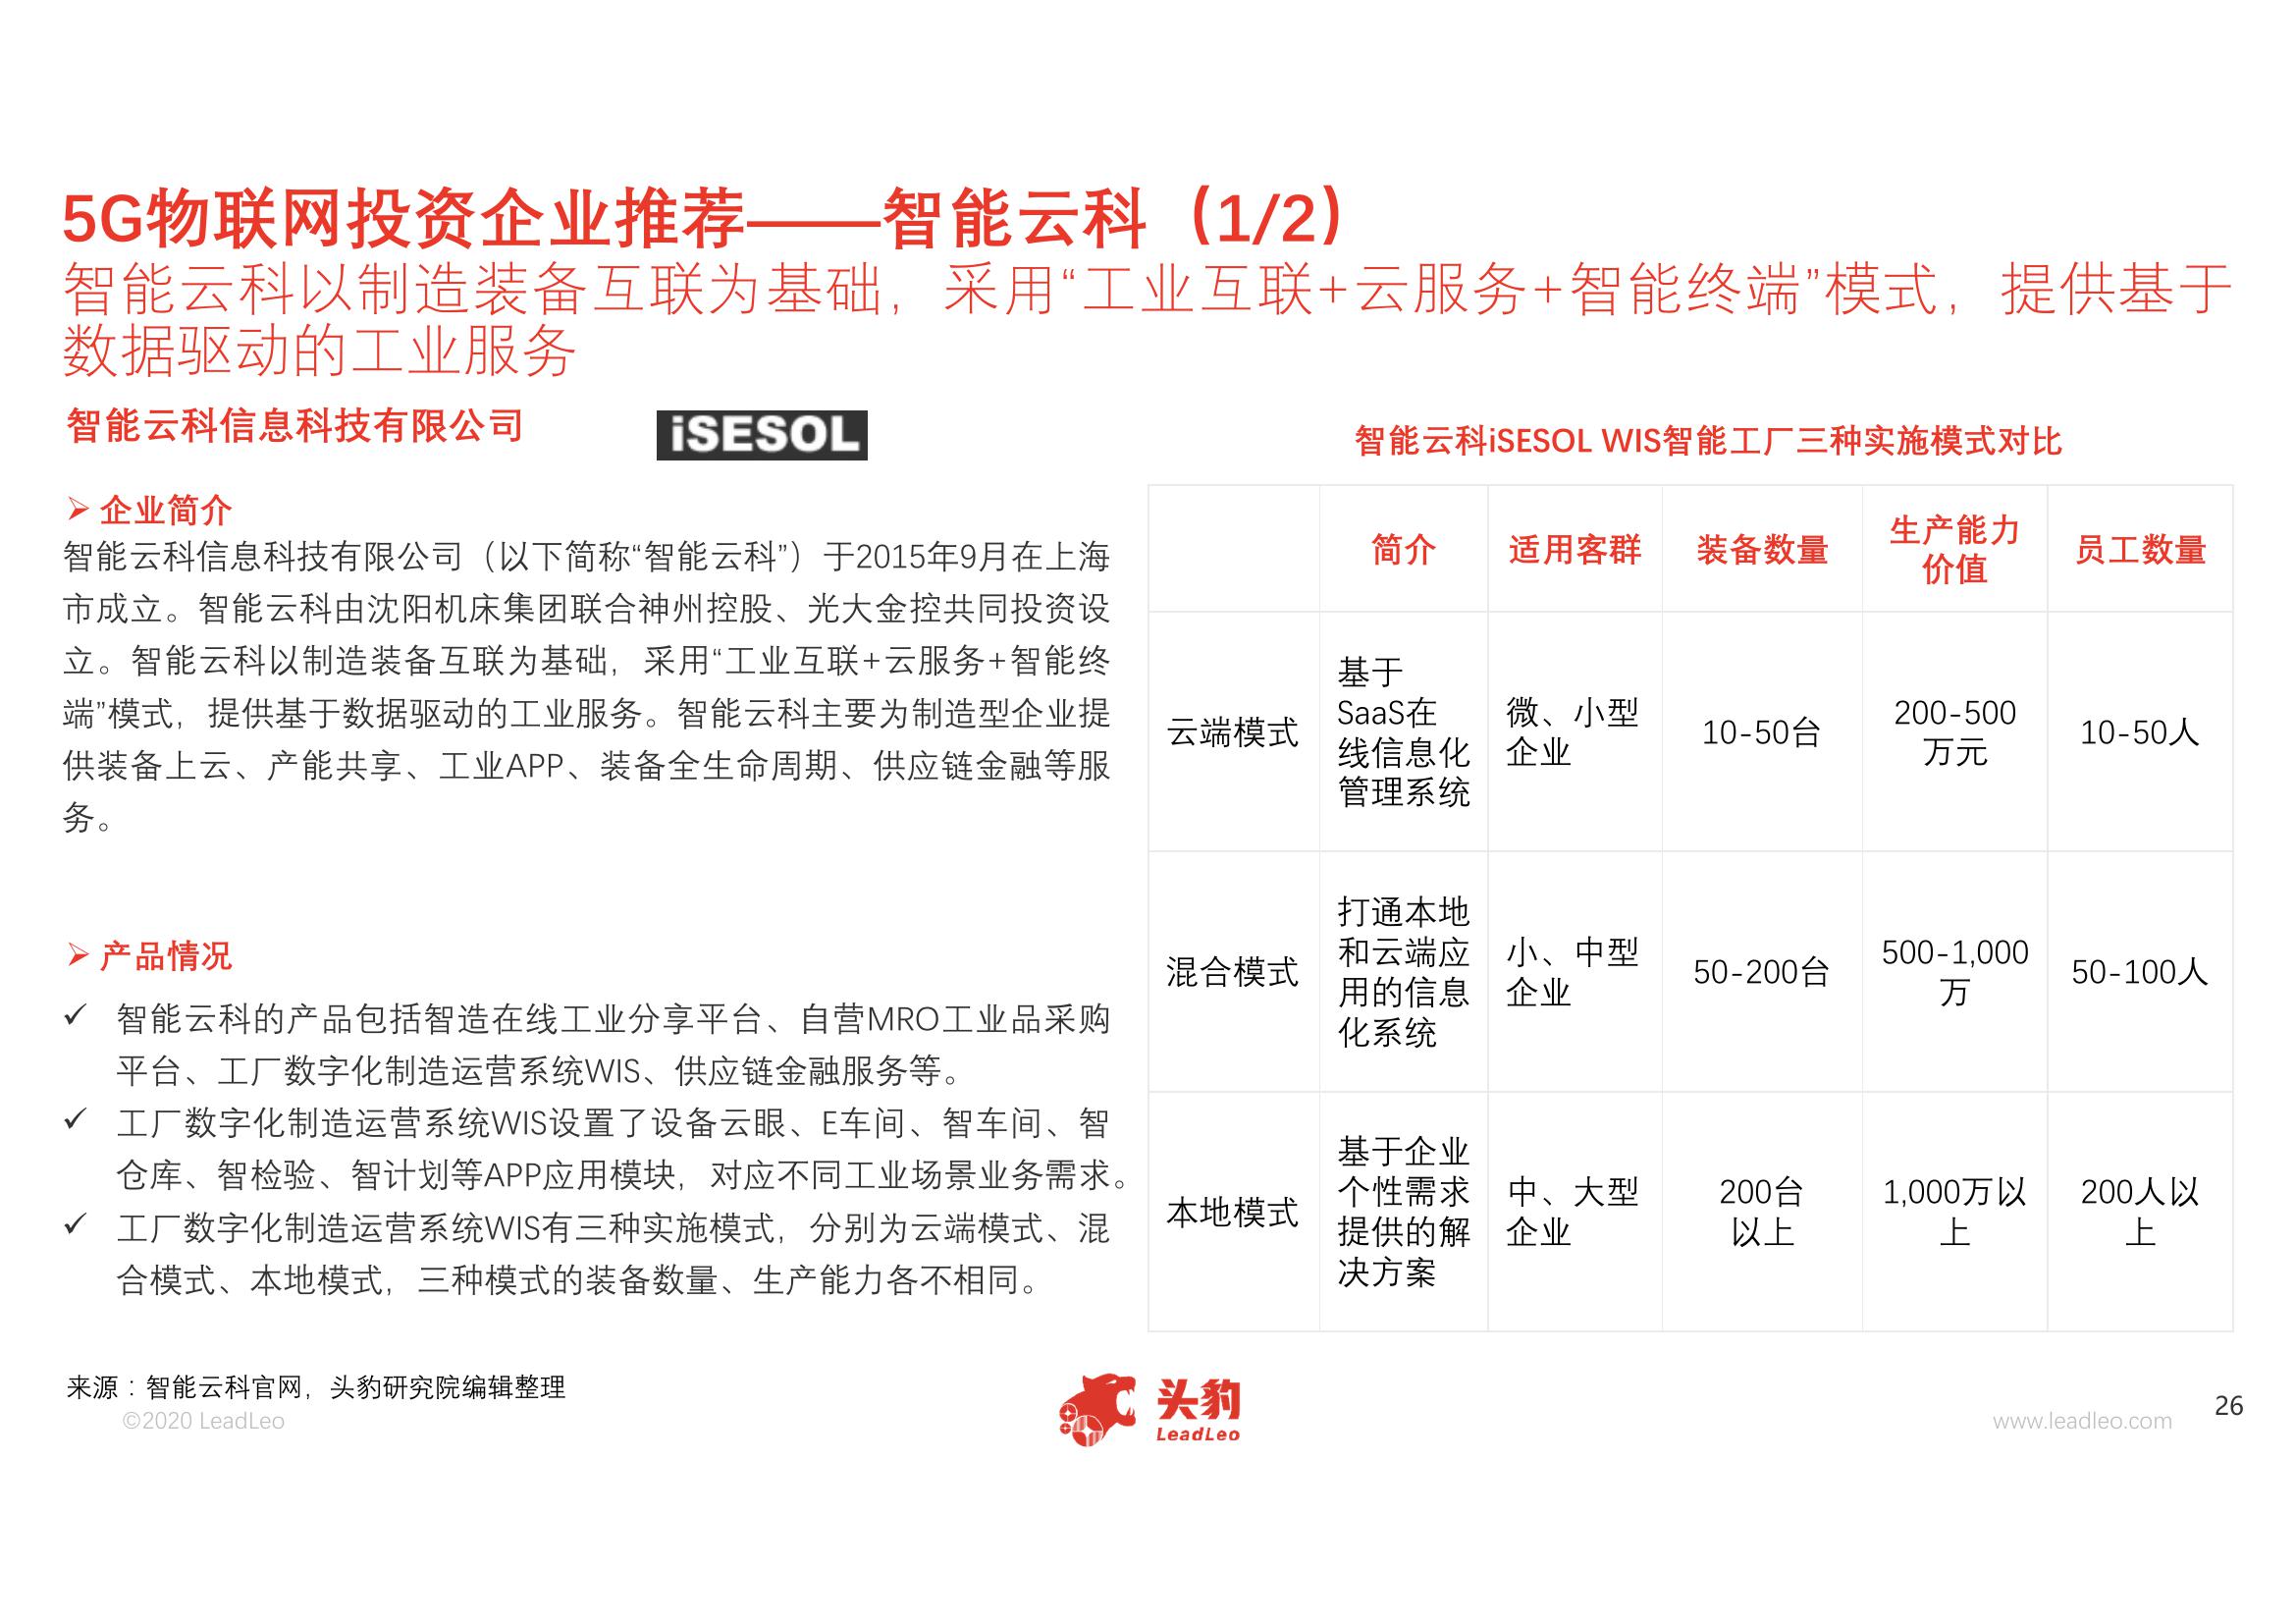 5G物联网投资企业推荐——智能云科（1/2）
智能云科以制造装备互联为基础，采用“工业互联+云服务+智能终端”模式，提供基于
数据驱动的工业服务
智能云科信息科技有限公司
iSESOL
➢ 企业简介
智能云科信息科技有限公司（以下简称“智能云科”）于2015年9月在上海
市成立。智能云科由沈阳机床集团联合神州控股、光大金控共同投资设
立。智能云科以制造装备互联为基础，采用“工业互联+云服务+智能终
端”模式，提供基于数据驱动的工业服务。智能云科主要为制造型企业提
供装备上云、产能共享、工业APP、装备全生命周期、供应链金融等服
务。
➢ 产品情况
✓ 智能云科的产品包括智造在线工业分享平台、自营MRO工业品采购
平台、工厂数字化制造运营系统WIS、供应链金融服务等。
✓ 工厂数字化制造运营系统WIS设置了设备云眼、E车间、智车间、智
仓库、智检验、智计划等APP应用模块，对应不同工业场景业务需求。
✓ 工厂数字化制造运营系统WIS有三种实施模式，分别为云端模式、混
合模式、本地模式，三种模式的装备数量、生产能力各不相同。
智能云科iSESOL WIS智能工厂三种实施模式对比
简介
适用客群
装备数量
生产能力
价值
员工数量
云端模式
基于
SaaS在
线信息化
管理系统
微、小型
企业
10-50台
200-500
万元
10-50人
混合模式
打通本地
和云端应
用的信息
化系统
小、中型
企业
50-200台
500-1,000
万
50-100人
本地模式
基于企业
个性需求
提供的解
决方案
中、大型
企业
200台
以上
1,000万以
上
200人以
上
来源：智能云科官网，头豹研究院编辑整理
©2020 LeadLeo
头豹
LeadLeo
www.leadleo.com
26